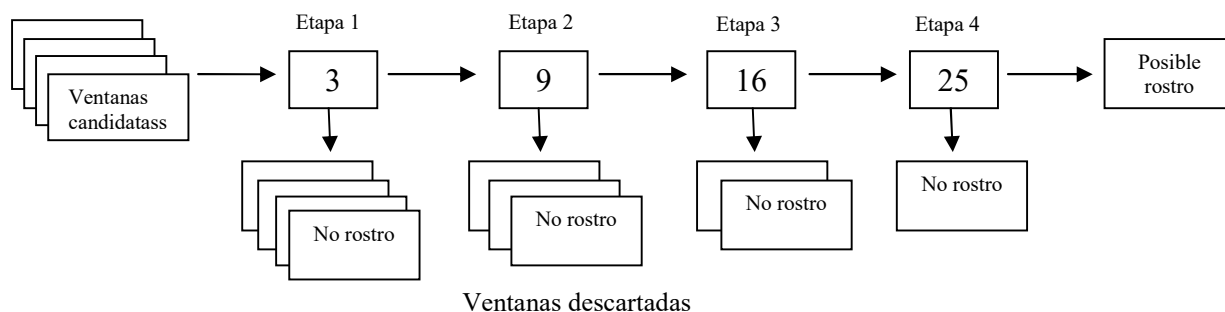 Etapa 1
Etapa 2
Etapa 3
Etapa 4
Ventanas
candidatass
3
9
16
25
Posible
rostro
No rostro
No rostro
No rostro
No rostro
Ventanas descartadas